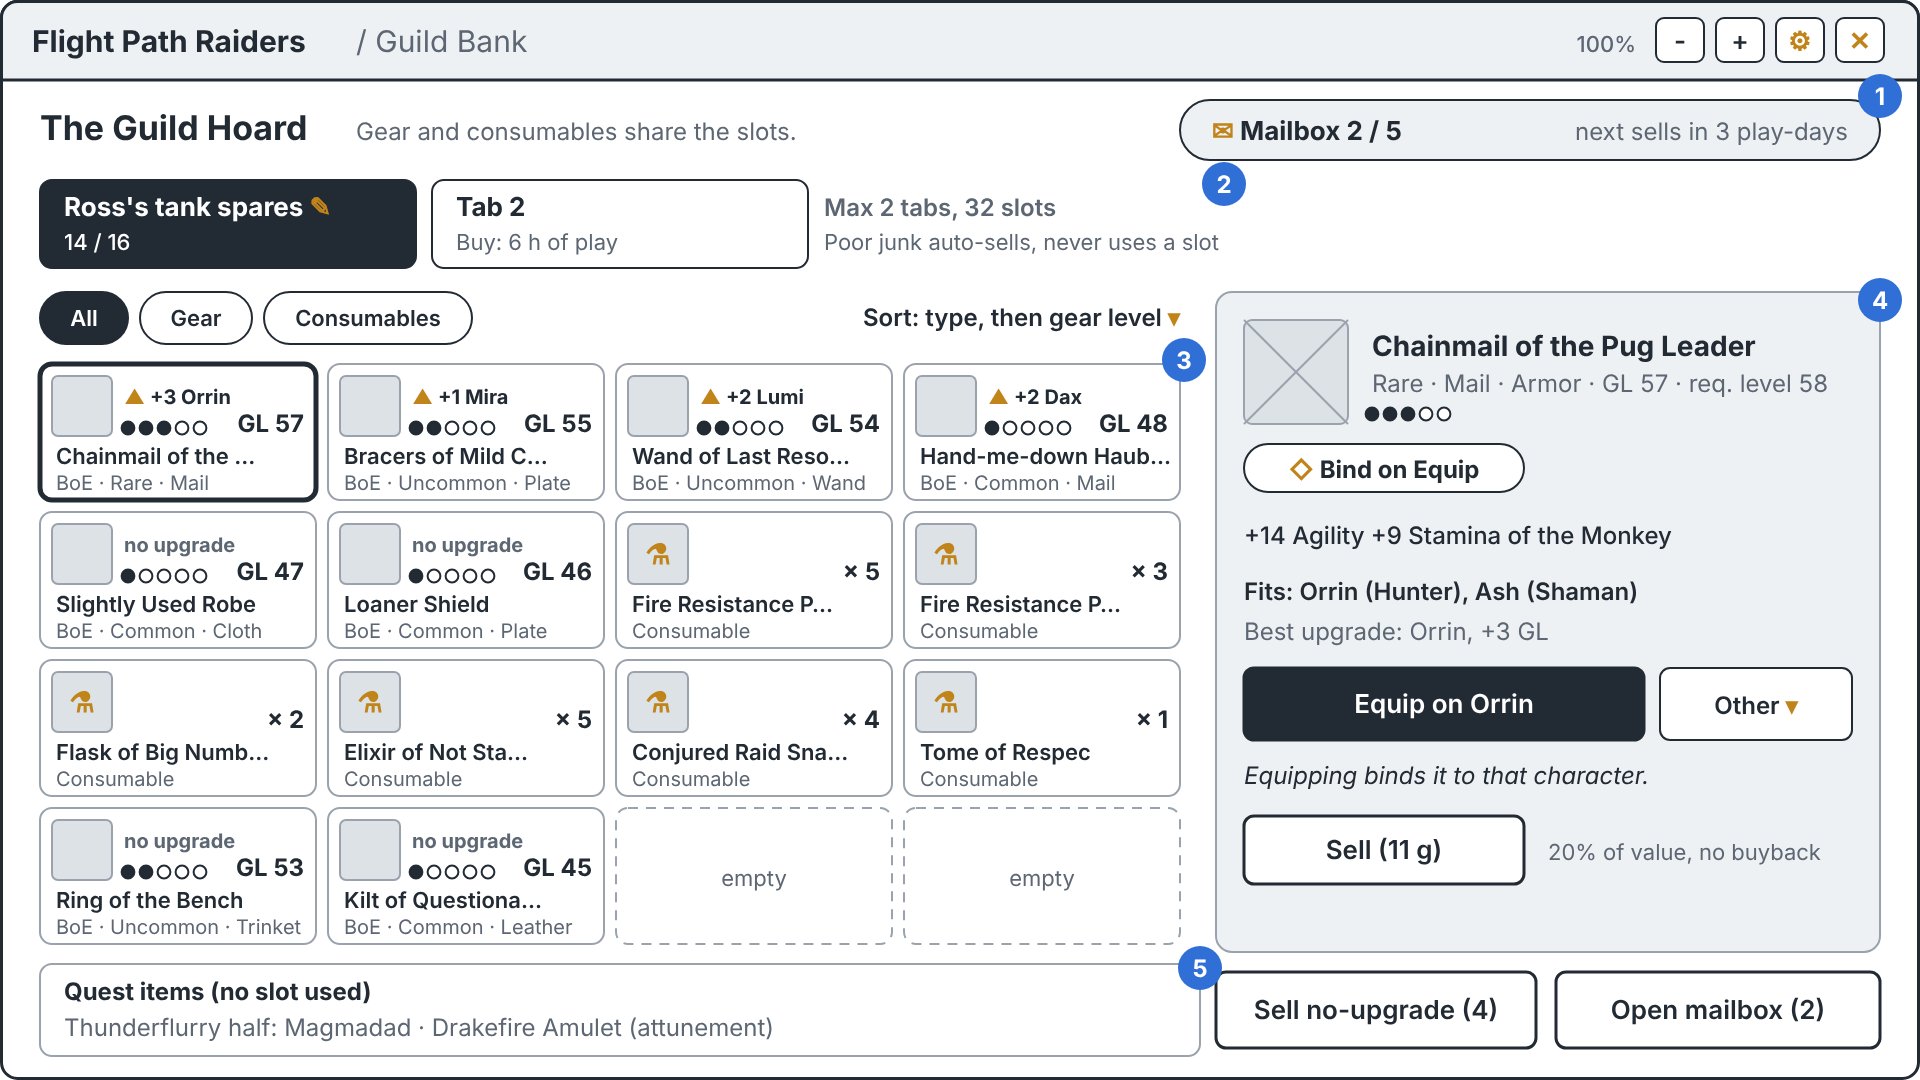 Flight Path Raiders / Guild Bank
100% - + ⚙ ✕
1
The Guild Hoard
Gear and consumables share the slots.
✉ Mailbox 2 / 5
next sells in 3 play-days
2
Ross's tank spares ✎
14 / 16
Tab 2
Buy: 6 h of play
Max 2 tabs, 32 slots
Poor junk auto-sells, never uses a slot
All
Gear
Consumables
Sort: type, then gear level ▾
3
▲ +3 Orrin
●●●○○ GL 57
Chainmail of the ...
BoE · Rare · Mail
▲ +1 Mira
●●○○○ GL 55
Bracers of Mild C...
BoE · Uncommon · Plate
▲ +2 Lumi
●●○○○ GL 54
Wand of Last Reso...
BoE · Uncommon · Wand
▲ +2 Dax
●○○○○ GL 48
Hand-me-down Haub...
BoE · Common · Mail
no upgrade
●○○○○ GL 47
Slightly Used Robe
BoE · Common · Cloth
no upgrade
●○○○○ GL 46
Loaner Shield
BoE · Common · Plate
× 5
Fire Resistance P...
Consumable
× 3
Fire Resistance P...
Consumable
× 2
Flask of Big Numb...
Consumable
× 5
Elixir of Not Sta...
Consumable
× 4
Conjured Raid Sna...
Consumable
× 1
Tome of Respec
Consumable
no upgrade
●●○○○ GL 53
Ring of the Bench
BoE · Uncommon · Trinket
no upgrade
●○○○○ GL 45
Kilt of Questiona...
BoE · Common · Leather
empty
empty
4
Chainmail of the Pug Leader
Rare · Mail · Armor · GL 57 · req. level 58
●●●○○
◇ Bind on Equip
+14 Agility +9 Stamina of the Monkey
Fits: Orrin (Hunter), Ash (Shaman)
Best upgrade: Orrin, +3 GL
Equip on Orrin
Other ▾
Equipping binds it to that character.
Sell (11 g)
20% of value, no buyback
5
Quest items (no slot used)
Thunderflurry half: Magmadad · Drakefire Amulet (attunement)
Sell no-upgrade (4)
Open mailbox (2)